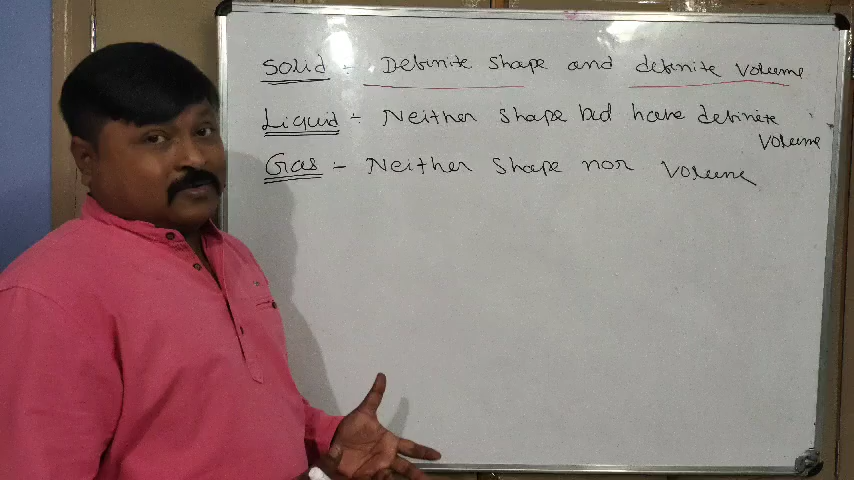 Solid :- Definite Shape and definite Volume
Liquid :- Neither Shape but have definite
Volume
Gas :- Neither Shape nor Volume